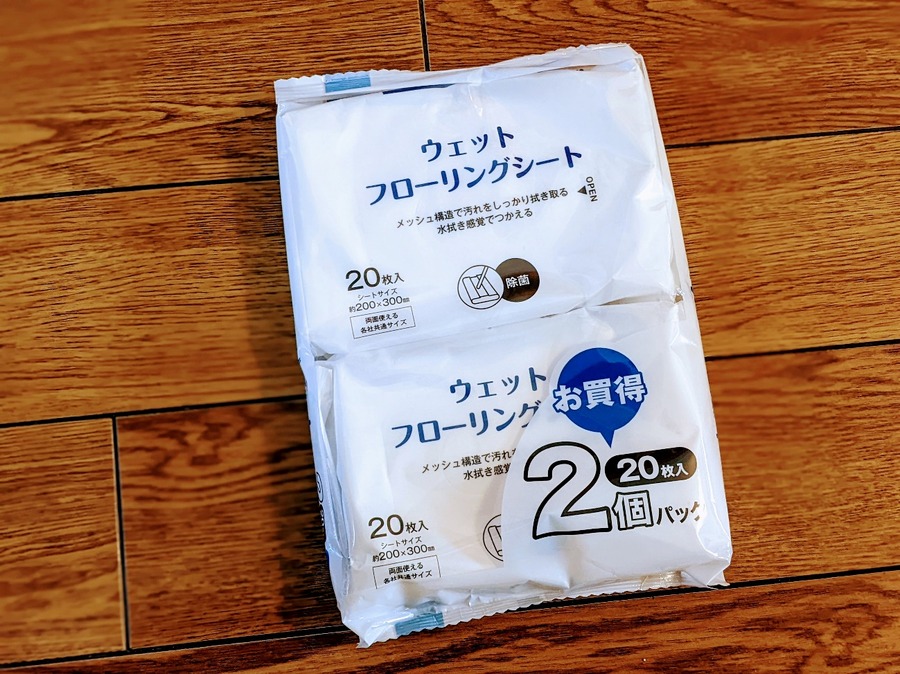 ウェット
フローリングシート
OPEN
メッシュ構造で汚れをしっかり拭き取る
水拭き感覚でつかえる
20枚入
シートサイズ
約200×300mm
両面使える
各社共通サイズ
除菌
ウェット
フローリング
お買得
メッシュ構造で汚れ
水拭き感覚
2個パック
20枚入
20枚入
シートサイズ
約200×300mm
両面使える
各社共通サイズ